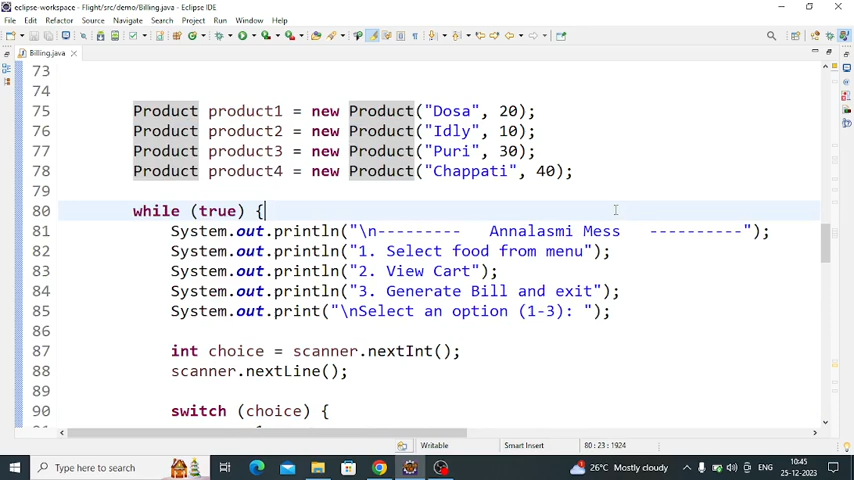 eclipse-workspace - Flight/src/demo/Billing.java - Eclipse IDE
File Edit Refactor Source Navigate Search Project Run Window Help
Billing.java
73
74
75 Product product1 = new Product("Dosa", 20);
76 Product product2 = new Product("Idly", 10);
77 Product product3 = new Product("Puri", 30);
78 Product product4 = new Product("Chappati", 40);
79
80 while (true) {
81 System.out.println("\n--------- Annalasmi Mess ----------");
82 System.out.println("1. Select food from menu");
83 System.out.println("2. View Cart");
84 System.out.println("3. Generate Bill and exit");
85 System.out.print("\nSelect an option (1-3): ");
86
87 int choice = scanner.nextInt();
88 scanner.nextLine();
89
90 switch (choice) {
Writable Smart Insert 80 : 23 : 1924
Type here to search 26°C Mostly cloudy ENG 10:45
25-12-2023